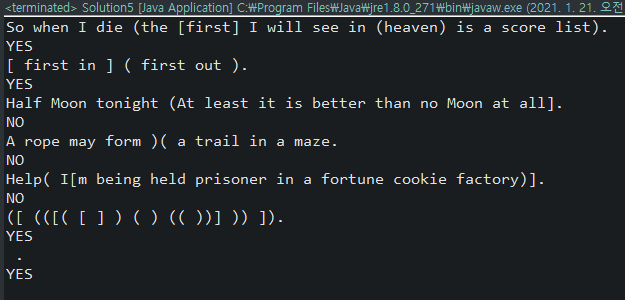 <terminated> Solution5 [Java Application] C:₩Program Files₩Java₩jre1.8.0_271₩bin₩javaw.exe (2021. 1. 21. 오전
So when I die (the [first] I will see in (heaven) is a score list).
YES
[ first in ] ( first out ).
YES
Half Moon tonight (At least it is better than no Moon at all].
NO
A rope may form )( a trail in a maze.
NO
Help( I[m being held prisoner in a fortune cookie factory)].
NO
([ (([( [ ] ) ( ) (( ))] )) ]).
YES
 .
YES